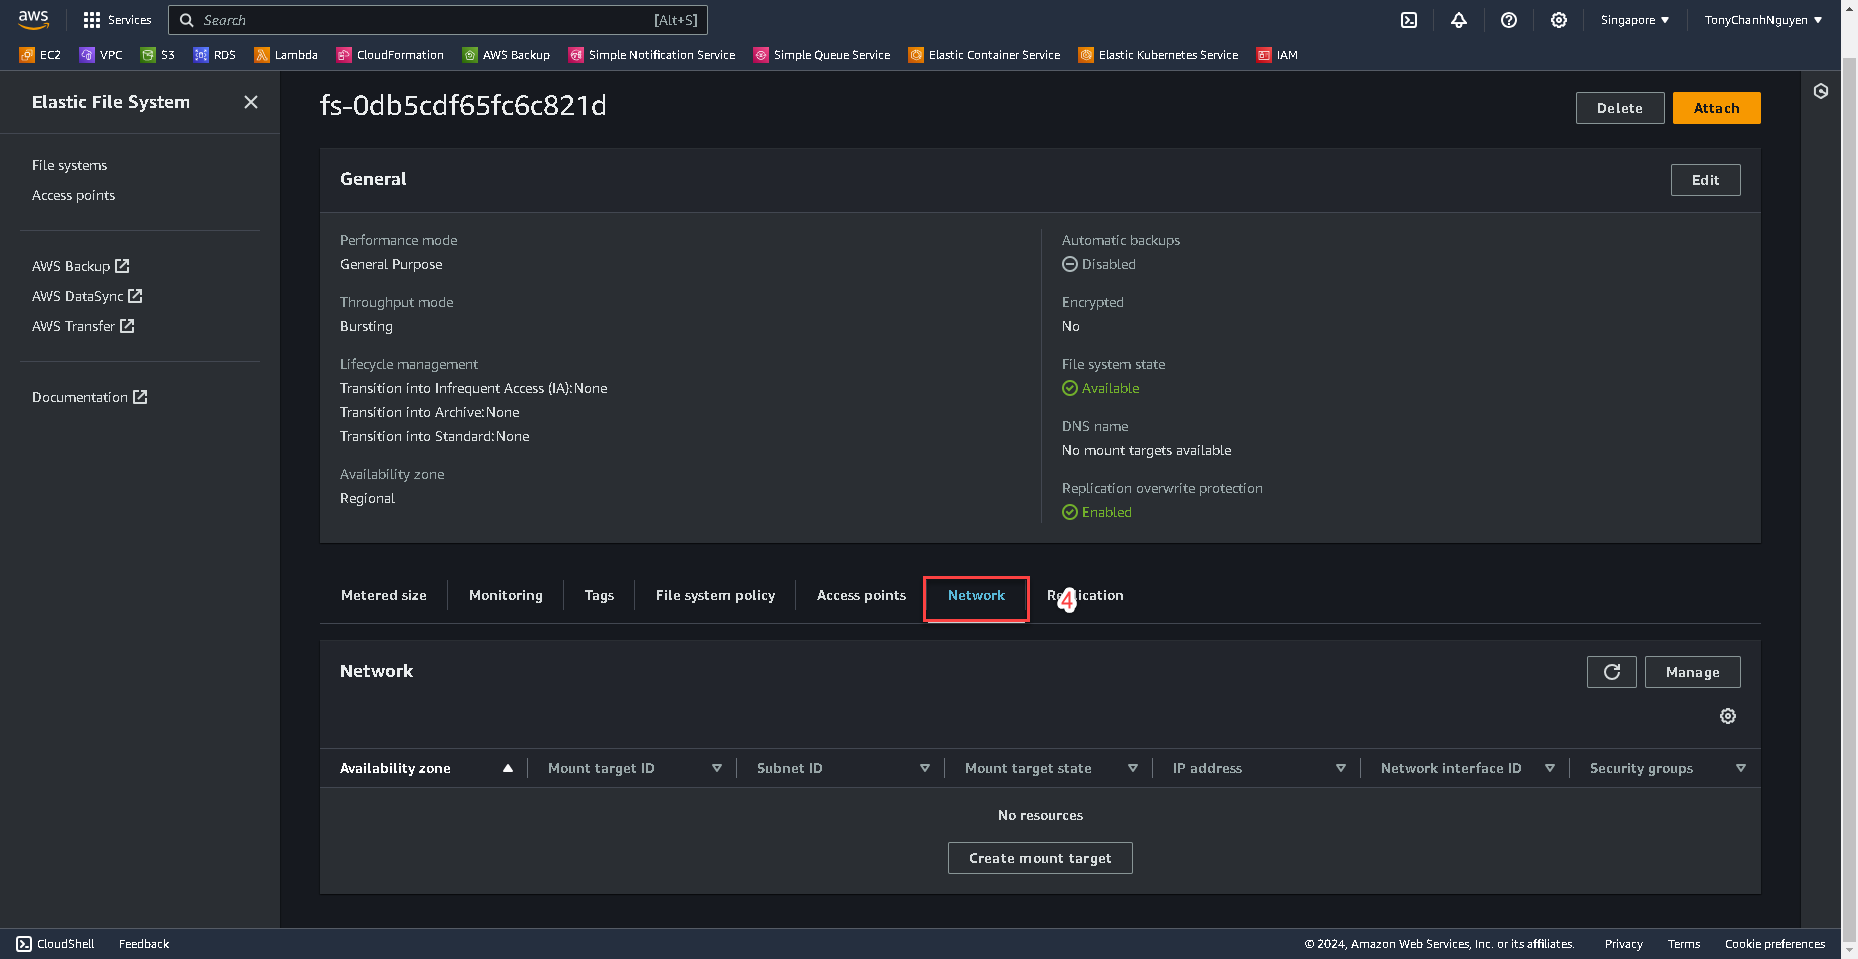 aws Services Search [Alt+S] Singapore ▼ TonyChanhNguyen ▼
EC2 VPC S3 RDS Lambda CloudFormation AWS Backup Simple Notification Service Simple Queue Service Elastic Container Service Elastic Kubernetes Service IAM
Elastic File System
File systems
Access points
AWS Backup
AWS DataSync
AWS Transfer
Documentation
fs-0db5cdf65fc6c821d
Delete Attach
General
Edit
Performance mode
General Purpose
Throughput mode
Bursting
Lifecycle management
Transition into Infrequent Access (IA):None
Transition into Archive:None
Transition into Standard:None
Availability zone
Regional
Automatic backups
Disabled
Encrypted
No
File system state
Available
DNS name
No mount targets available
Replication overwrite protection
Enabled
Metered size Monitoring Tags File system policy Access points Network 4
Network
Manage
Availability zone Mount target ID Subnet ID Mount target state IP address Network interface ID Security groups
No resources
Create mount target
CloudShell Feedback © 2024, Amazon Web Services, Inc. or its affiliates. Privacy Terms Cookie preferences